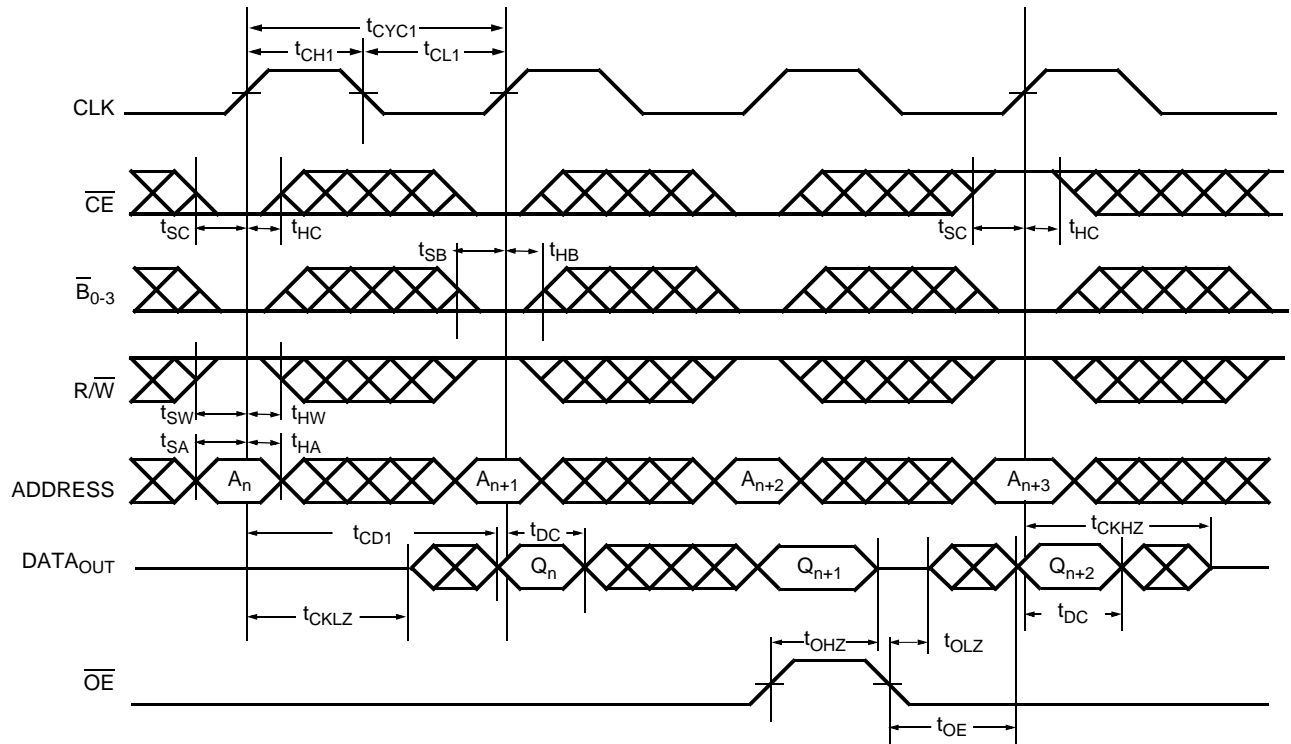 tCYC1
tCH1
tCL1
CLK
CE
tSC
tHC
tSC
tHC
tSB
tHB
B0-3
R/W
tSW
tHW
tSA
tHA
ADDRESS
An
An+1
An+2
An+3
tCD1
tDC
tCKHZ
DATAOUT
Qn
Qn+1
Qn+2
tCKLZ
tDC
tOHZ
tOLZ
OE
tOE